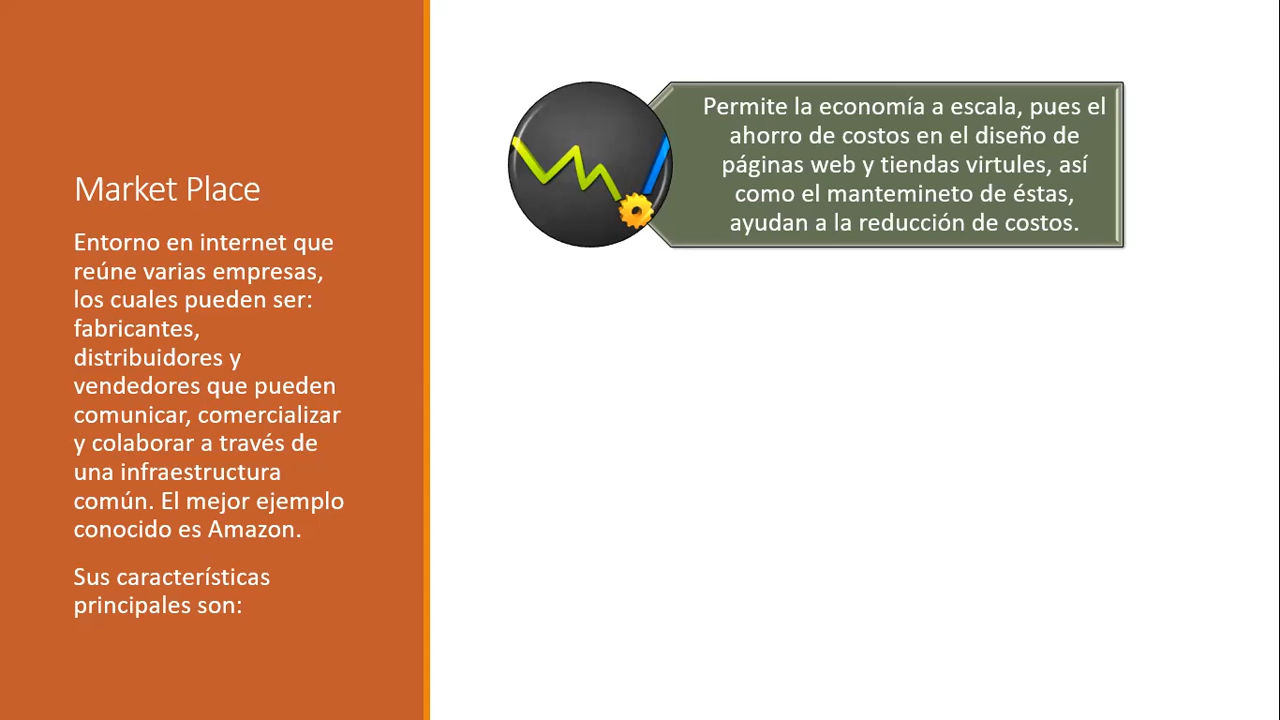 Market Place
Entorno en internet que
reúne varias empresas,
los cuales pueden ser:
fabricantes,
distribuidores y
vendedores que pueden
comunicar, comercializar
y colaborar a través de
una infraestructura
común. El mejor ejemplo
conocido es Amazon.
Sus características
principales son:
Permite la economía a escala, pues el
ahorro de costos en el diseño de
páginas web y tiendas virtules, así
como el mantemineto de éstas,
ayudan a la reducción de costos.